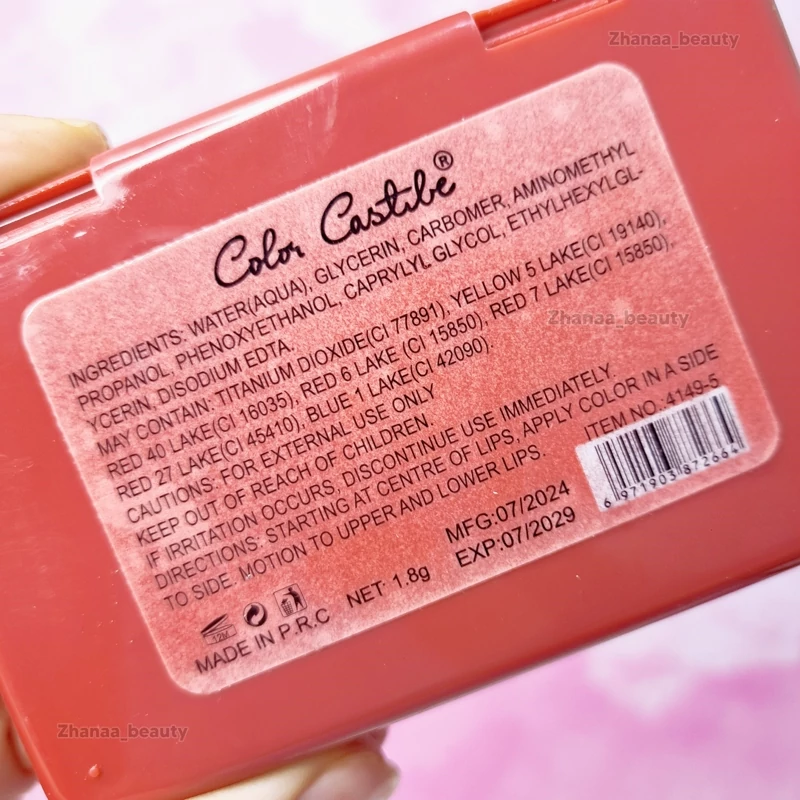 Zhanaa_beauty
Color Castibe®
INGREDIENTS: WATER(AQUA), GLYCERIN, CARBOMER, AMINOMETHYL
PROPANOL, PHENOXYETHANOL, CAPRYLYL GLYCOL, ETHYLHEXYLGL-
YCERIN, DISODIUM EDTA.
MAY CONTAIN: TITANIUM DIOXIDE(CI 77891), YELLOW 5 LAKE(CI 19140),
RED 40 LAKE(CI 16035), RED 6 LAKE (CI 15850), RED 7 LAKE(CI 15850),
RED 27 LAKE(CI 45410), BLUE 1 LAKE(CI 42090).
Zhanaa_beauty
CAUTIONS: FOR EXTERNAL USE ONLY
KEEP OUT OF REACH OF CHILDREN.
IF IRRITATION OCCURS, DISCONTINUE USE IMMEDIATELY.
DIRECTIONS: STARTING AT CENTRE OF LIPS, APPLY COLOR IN A SIDE
TO SIDE. MOTION TO UPPER AND LOWER LIPS.
ITEM NO.:4149-5
6 971903 872664
MFG:07/2024
EXP:07/2029
12M
NET: 1.8g
MADE IN P.R.C
Zhanaa_beauty